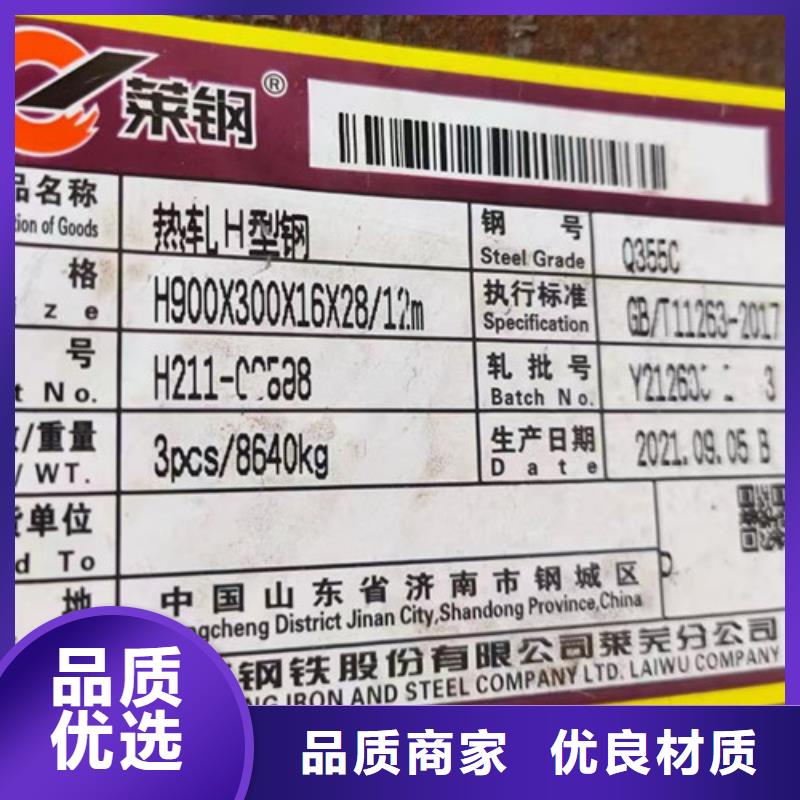 莱钢®
品名称 热轧H型钢 钢号 Q355C
tion of Goods Steel Grade
格 H900X300X16X28/12m 执行标准 GB/T11263-2017
ze Specification
号 轧批号
t No. Batch No.
/重量 3pcs/8640kg 生产日期 2021.09.05 B
/WT. Date
货单位
d To
地 中国山东省济南市钢城区
gcheng District Jinan City,Shandong Province,China
钢铁股份有限公司莱芜分公司
NG IRON AND STEEL COMPANY LTD. LAIWU COMPANY
品质
优选
品质商家 优良材质